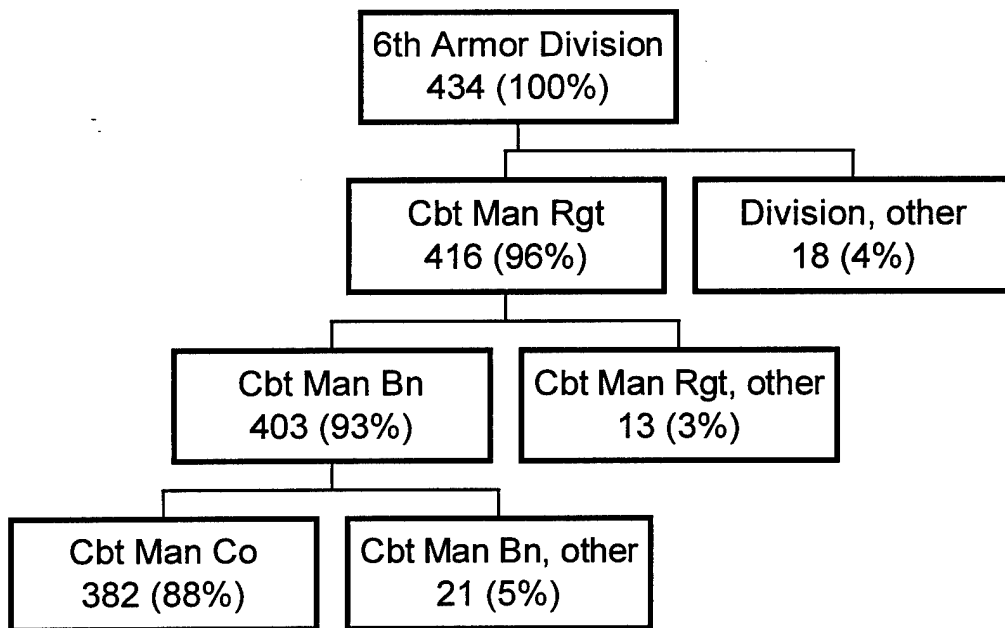 6th Armor Division
434 (100%)
Cbt Man Rgt
416 (96%)
Division, other
18 (4%)
Cbt Man Bn
403 (93%)
Cbt Man Rgt, other
13 (3%)
Cbt Man Co
382 (88%)
Cbt Man Bn, other
21 (5%)